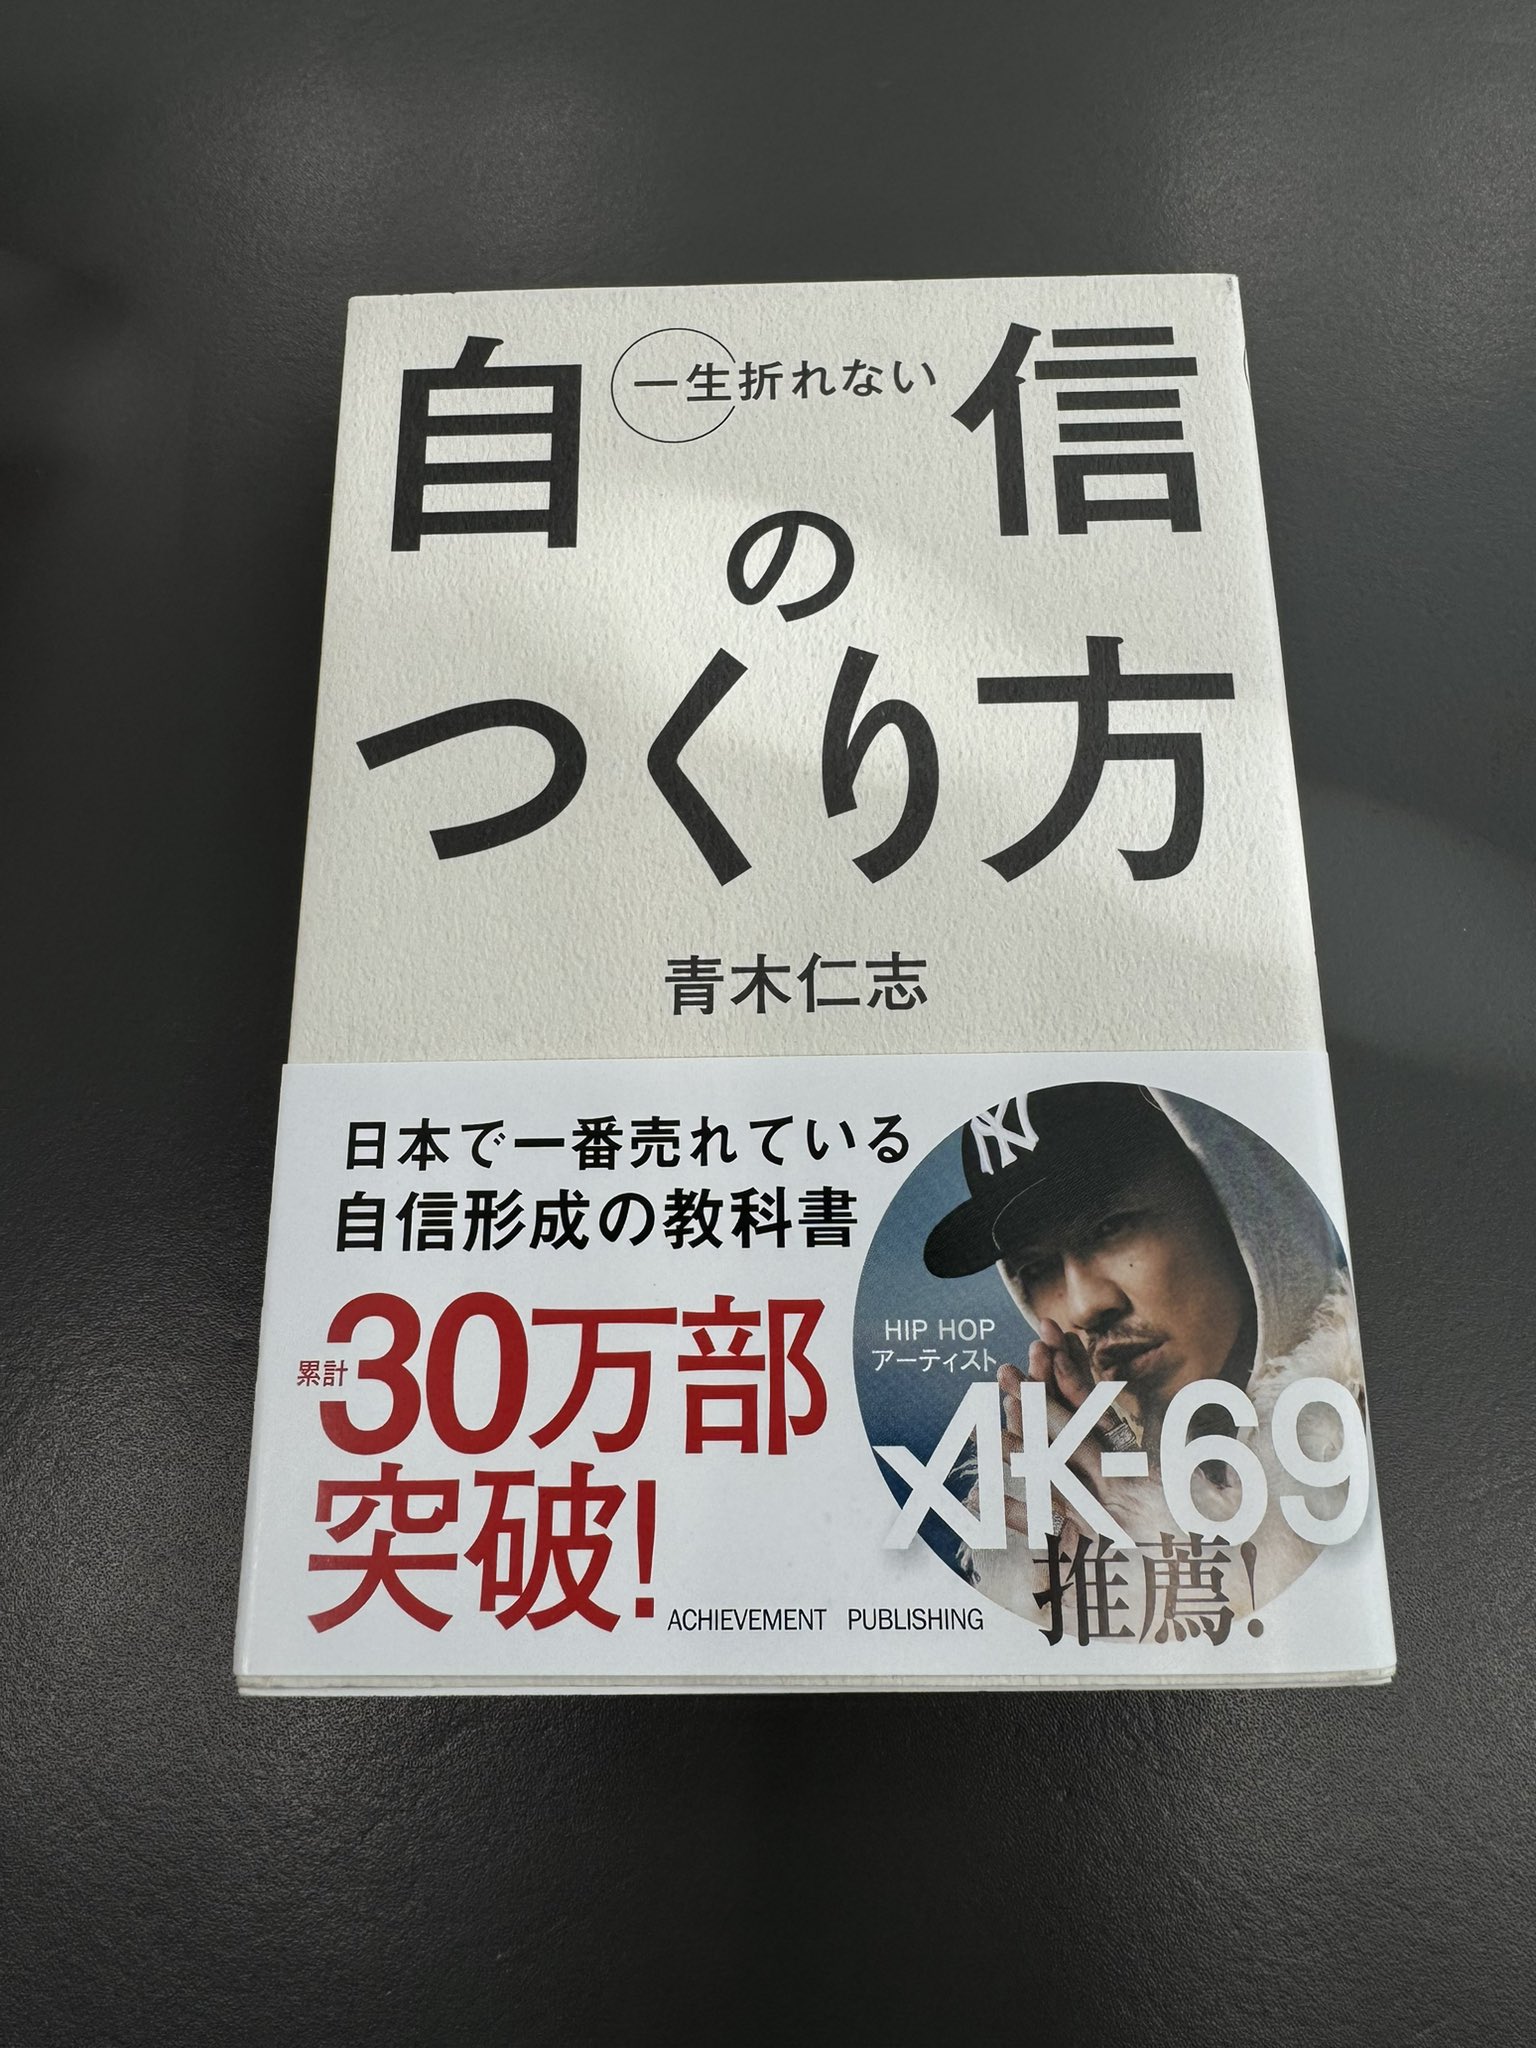 一生折れない
自信
の
つくり方
青木仁志
日本で一番売れている
自信形成の教科書
累計30万部
突破!
HIP HOP
アーティスト
AK-69
推薦!
ACHIEVEMENT PUBLISHING
NY